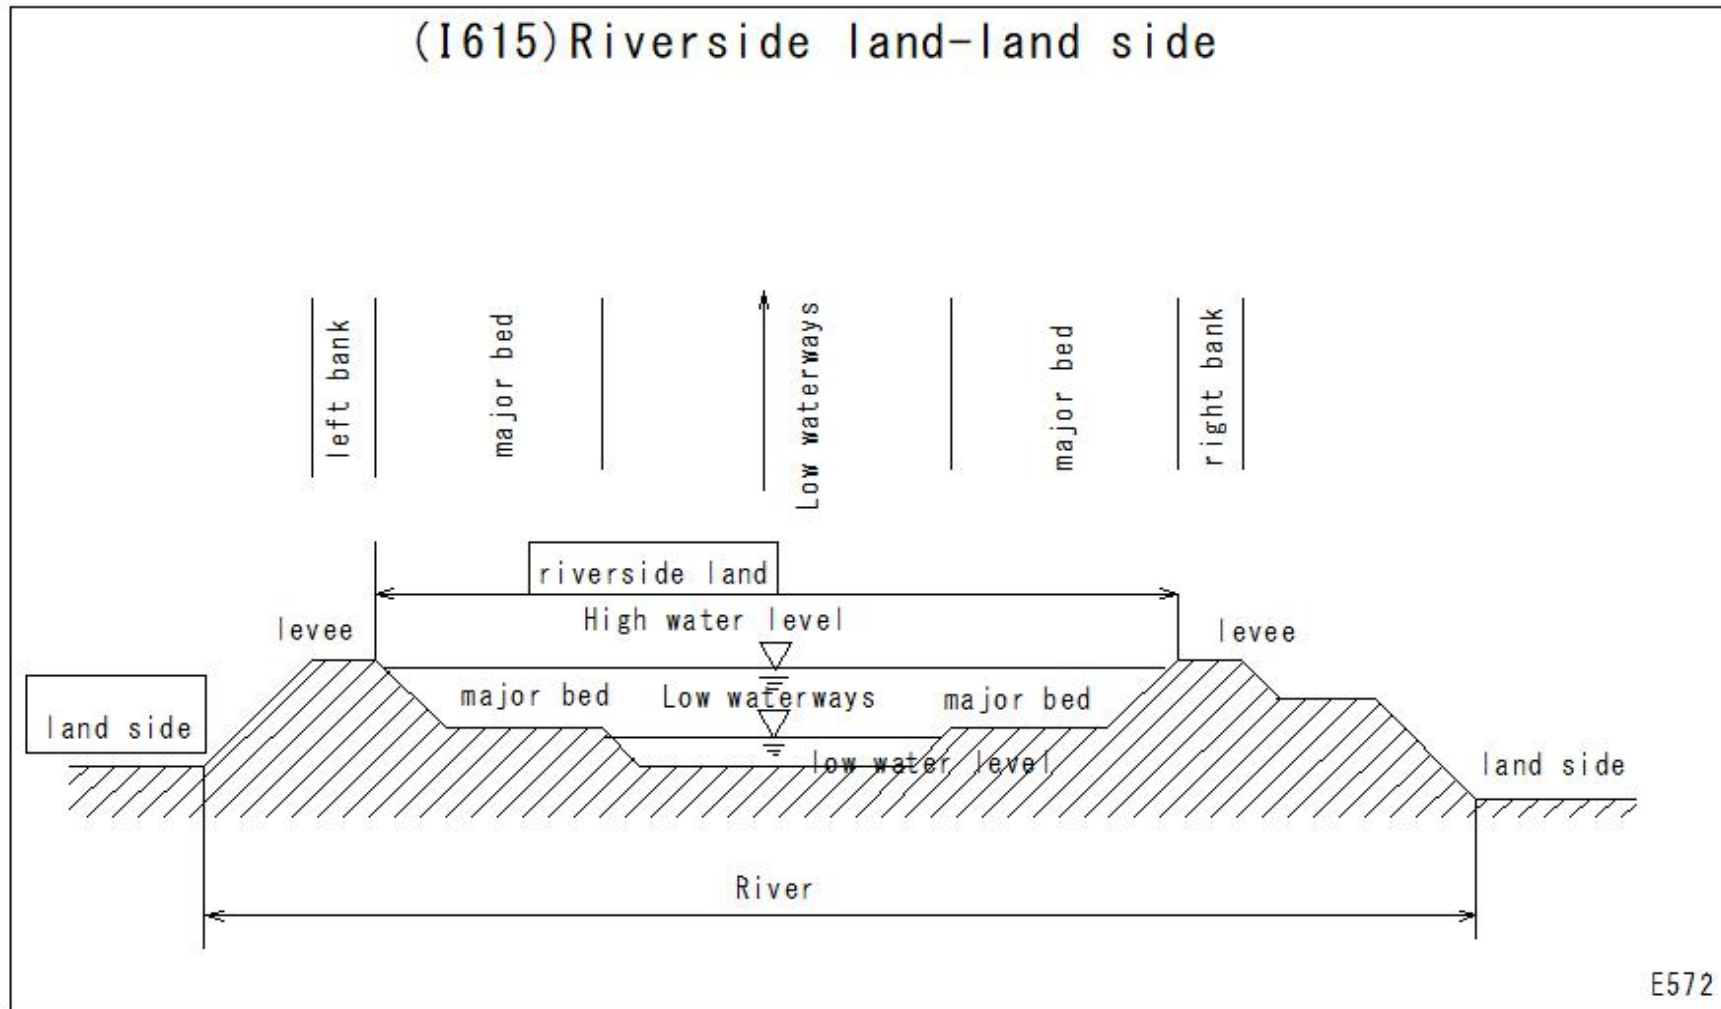 (I615)Riverside land-land side
left bank
major bed
Low waterways
major bed
right bank
riverside land
High water level
levee
levee
major bed
Low waterways
major bed
land side
low water level
land side
River
E572